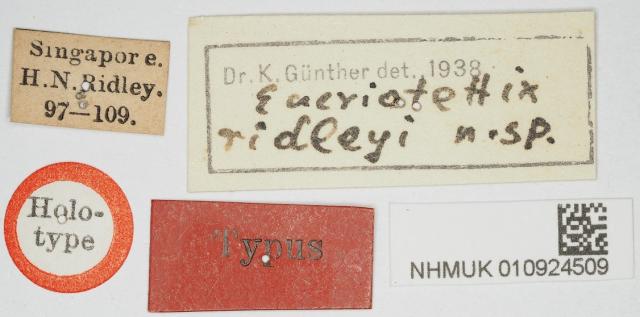 Singapore.
H.N. Ridley.
97—109.
Dr. K. Günther det. 1938
Eucriotettix
ridleyi n. sp.
Holo-
type
Typus
NHMUK 010924509